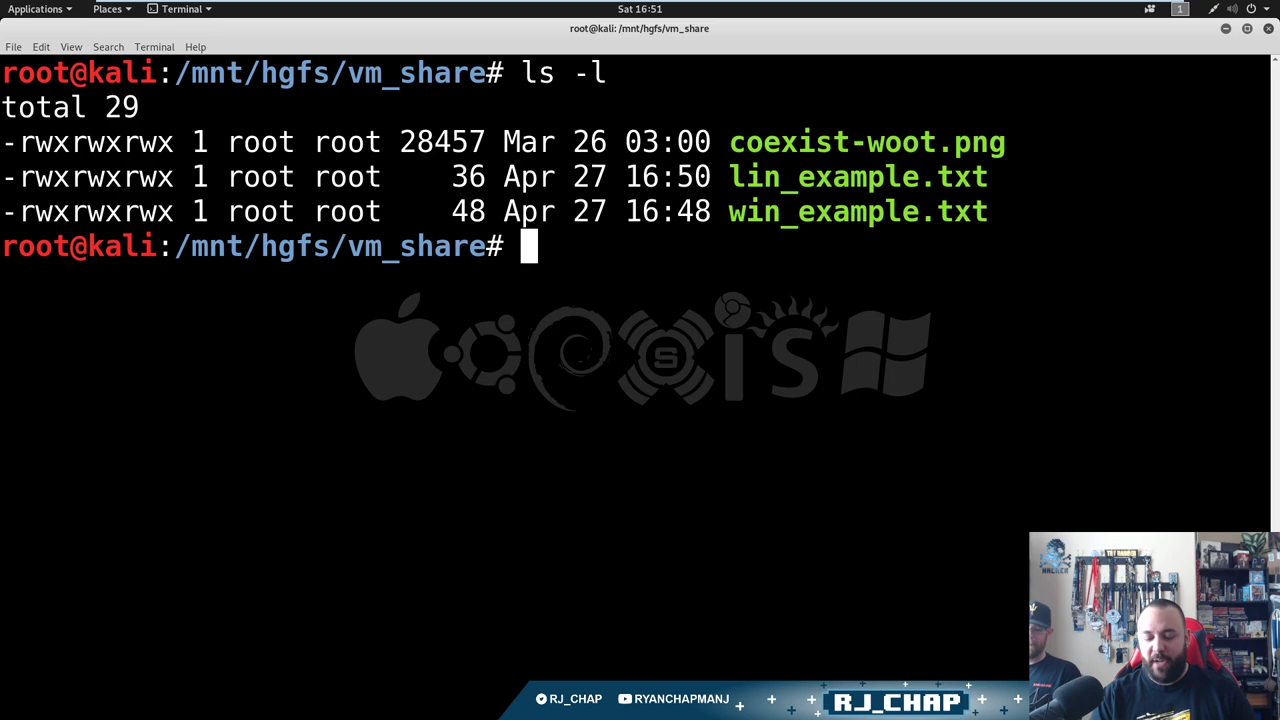 Applications Places Terminal Sat 16:51 1
root@kali: /mnt/hgfs/vm_share
File Edit View Search Terminal Help
root@kali:/mnt/hgfs/vm_share# ls -l
total 29
-rwxrwxrwx 1 root root 28457 Mar 26 03:00 coexist-woot.png
-rwxrwxrwx 1 root root 36 Apr 27 16:50 lin_example.txt
-rwxrwxrwx 1 root root 48 Apr 27 16:48 win_example.txt
root@kali:/mnt/hgfs/vm_share#
RJ_CHAP RYANCHAPMANJ RJ_CHAP